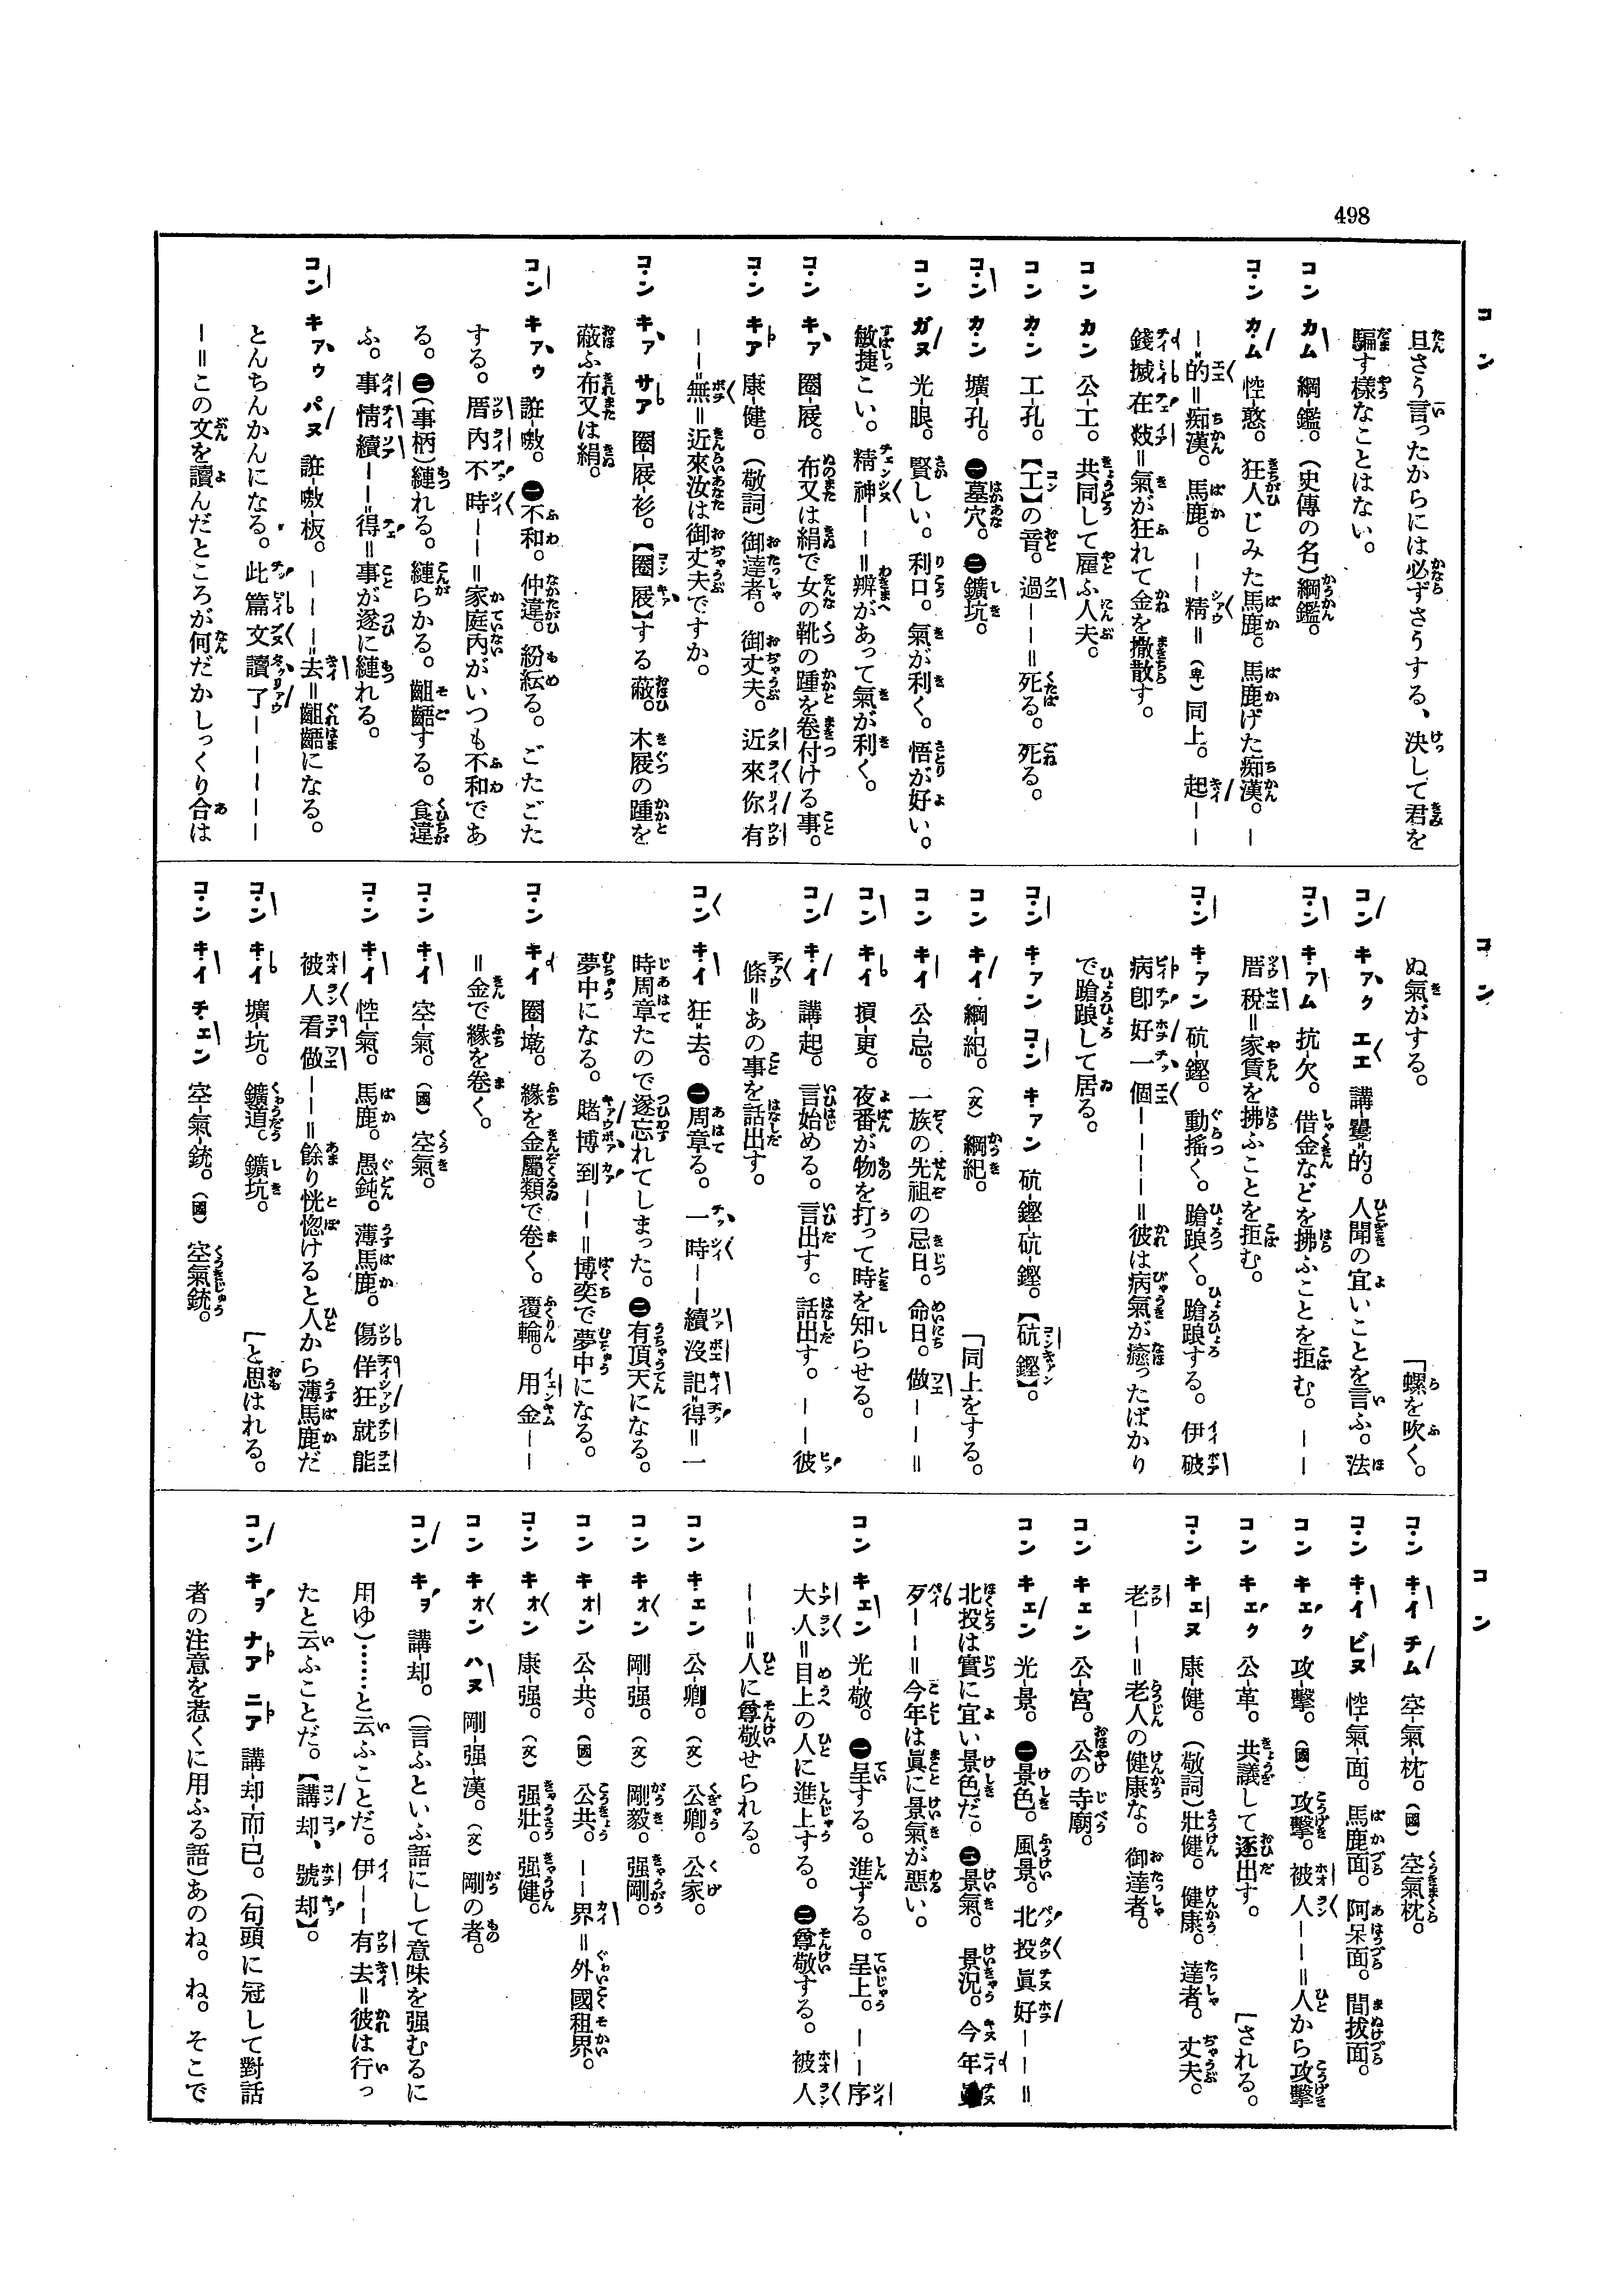 498
コン
旦さう言ったからには必ずさうする、決して君を
騙す樣なことはない。
コン カム 綱-鑑。(史傳の名)綱鑑。
コン カム 悾-憨。狂人じみた馬鹿。馬鹿げた痴漢。—
—的=痴漢。馬鹿。——精=(卑)同上。起——
錢搣在数=氣が狂れて金を撒散す。
コン カン 公-工。共同して雇ふ人夫。
コン カン 工-孔。【工】の音。過——=死る。死る。
コン カン 壙-孔。㊀墓穴。㊁鑛坑。
コン ガヌ 光-眼。賢しい。利口。氣が利く。悟が好い。
敏捷こい。精神——=辨があって氣が利く。
コン キァ 圈-屐。布又は絹で女の靴の踵を卷付ける事。
コン キア 康-健。(敬詞)御達者。御丈夫。近來你有
——無=近來汝は御丈夫ですか。
コン キァ サア 圈-屐-衫。【圈屐】する蔽。木屐の踵を
蔽ふ布又は絹。
コン キァウ 誑-嗷。㊀不和。仲違。紛紜る。ごたごた
する。厝內不時——=家庭内がいつも不和であ
る。㊁(事柄)縺れる。縺らかる。齟齬する。食違
ふ。事情續——得=事が遂に縺れる。
コン キァウ パヌ 誑-嗷-板。———去=齟齬になる。
とんちんかんになる。此篇文讀了————
—=この文を讀んだところが何だかしっくり合は
コン
ぬ氣がする。 「螺を吹く。
コン キァク エエ 講-躄-的。人聞の宜いことを言ふ。法
コン キァム 抗-欠。借金などを拂ふことを拒む。——
厝稅=家賃を拂ふことを拒む。
コン キァン 矼-鏗。動搖く。蹌踉く。蹌踉する。伊破
病卽好一個————=彼は病氣が癒ったばかり
で蹌踉して居る。
コン キァン コン キァン 矼-鏗-矼-鏗。【矼鏗】。
コン キイ 綱-紀。(文)綱紀。 「同上をする。
コン キイ 公-忌。一族の先祖の忌日。命日。做——=
コン キイ 摃-更。夜番が物を打って時を知らせる。
コン キイ 講-起。言始める。言出す。話出す。——彼
條=あの事を話出す。
コン キイ 狂-去。㊀周章る。一時——續沒記得=一
時周章たので遂忘れてしまった。㊁有頂天になる。
夢中になる。賭博到——=博奕で夢中になる。
コン キイ 圈-墘。緣を金屬類で卷く。覆輪。用金——
=金で緣を卷く。
コン キイ 空-氣。(國)空氣。
コン キイ 悾-氣。馬鹿。愚鈍。薄馬鹿。傷佯狂就能
被人看做——=餘り恍惚けると人から薄馬鹿だ
コン キイ 壙-坑。鑛道。鑛坑。 「と思はれる。
コン キイ チェン 空-氣-銃。(國)空氣銃。
コン
コン キイ チム 空-氣-枕。(國)空氣枕。
コン キイ ビヌ 悾-氣-面。馬鹿面。阿呆面。間拔面。
コン キェク 攻-擊。(國)攻擊。被人——=人から攻擊
コン キェク 公-革。共議して逐出す。 「される。
コン キェヌ 康-健。(敬詞)壯健。健康。達者。丈夫。
老——=老人の健康な。御達者。
コン キェン 公-宮。公の寺廟。
コン キェン 光-景。㊀景色。風景。北投眞好——=
北投は實に宜い景色だ。㊁景氣。景況。今年眞
歹——=今年は眞に景氣が惡い。
コン キェン 光-敬。㊀呈する。進ずる。呈上。——序
大人=目上の人に進上する。㊁尊敬する。被人
——=人に尊敬せられる。
コン キェン 公-卿。(文)公卿。公家。
コン キォン 剛-强。(文)剛毅。强剛。
コン キォン 公-共。(國)公共。——界=外國租界。
コン キォン 康-强。(文)强壯。强健。
コン キォン ハヌ 剛-强-漢。(文)剛の者。
コン キョ 講-却。(言ふといふ語にして意味を强むるに
用ゆ)……と云ふことだ。伊——有去=彼は行っ
たと云ふことだ。【講却、號却】。
コン キョ ナア ニア 講-却-而-已。(句頭に冠して對話
者の注意を惹くに用ふる語)あのね。ね。そこで